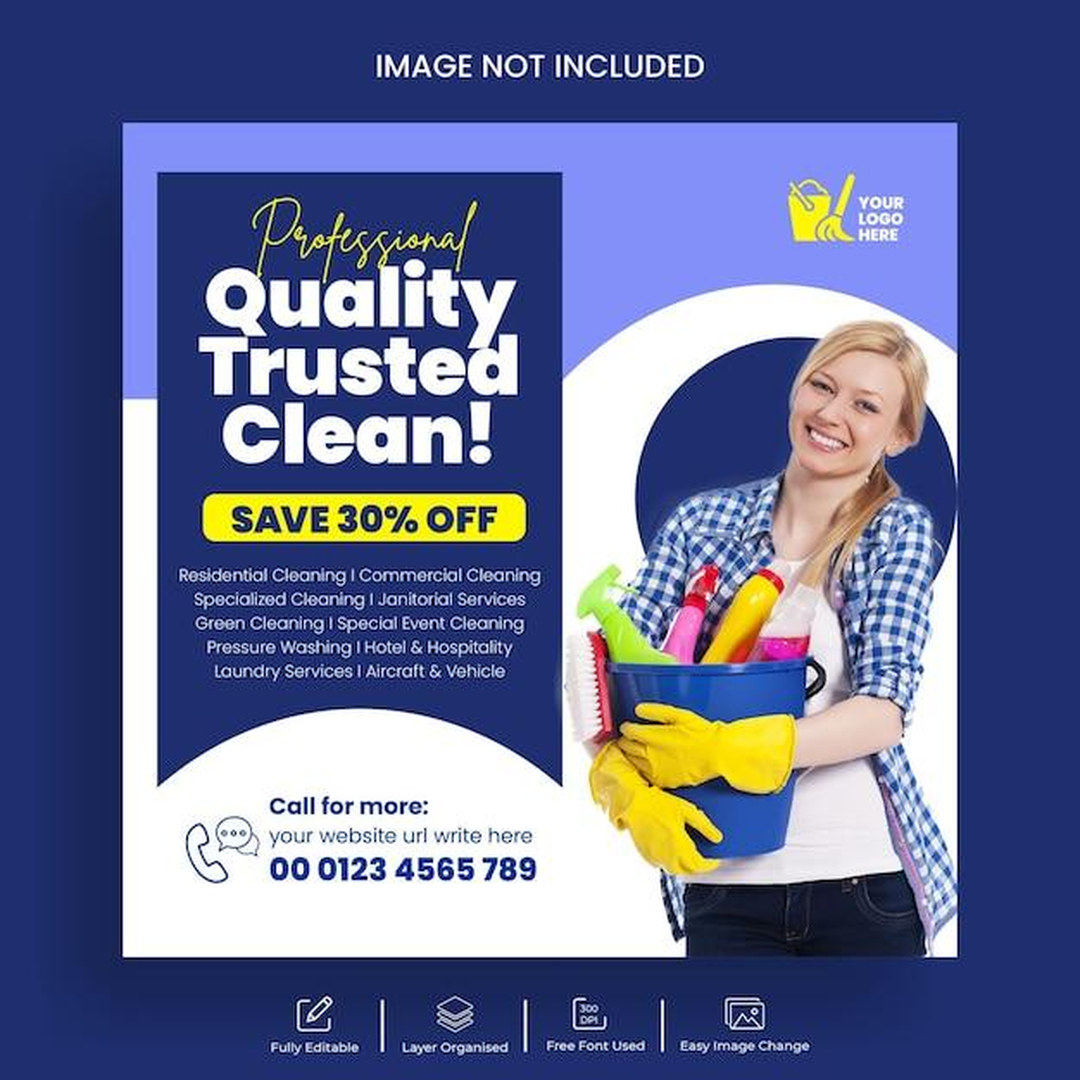 IMAGE NOT INCLUDED
YOUR
LOGO
HERE
Professional
Quality
Trusted
Clean!
SAVE 30% OFF
Residential Cleaning I Commercial Cleaning
Specialized Cleaning I Janitorial Services
Green Cleaning I Special Event Cleaning
Pressure Washing I Hotel & Hospitality
Laundry Services I Aircraft & Vehicle
Call for more:
your website url write here
00 0123 4565 789
300
DPI
Fully Editable
Layer Organised
Free Font Used
Easy Image Change